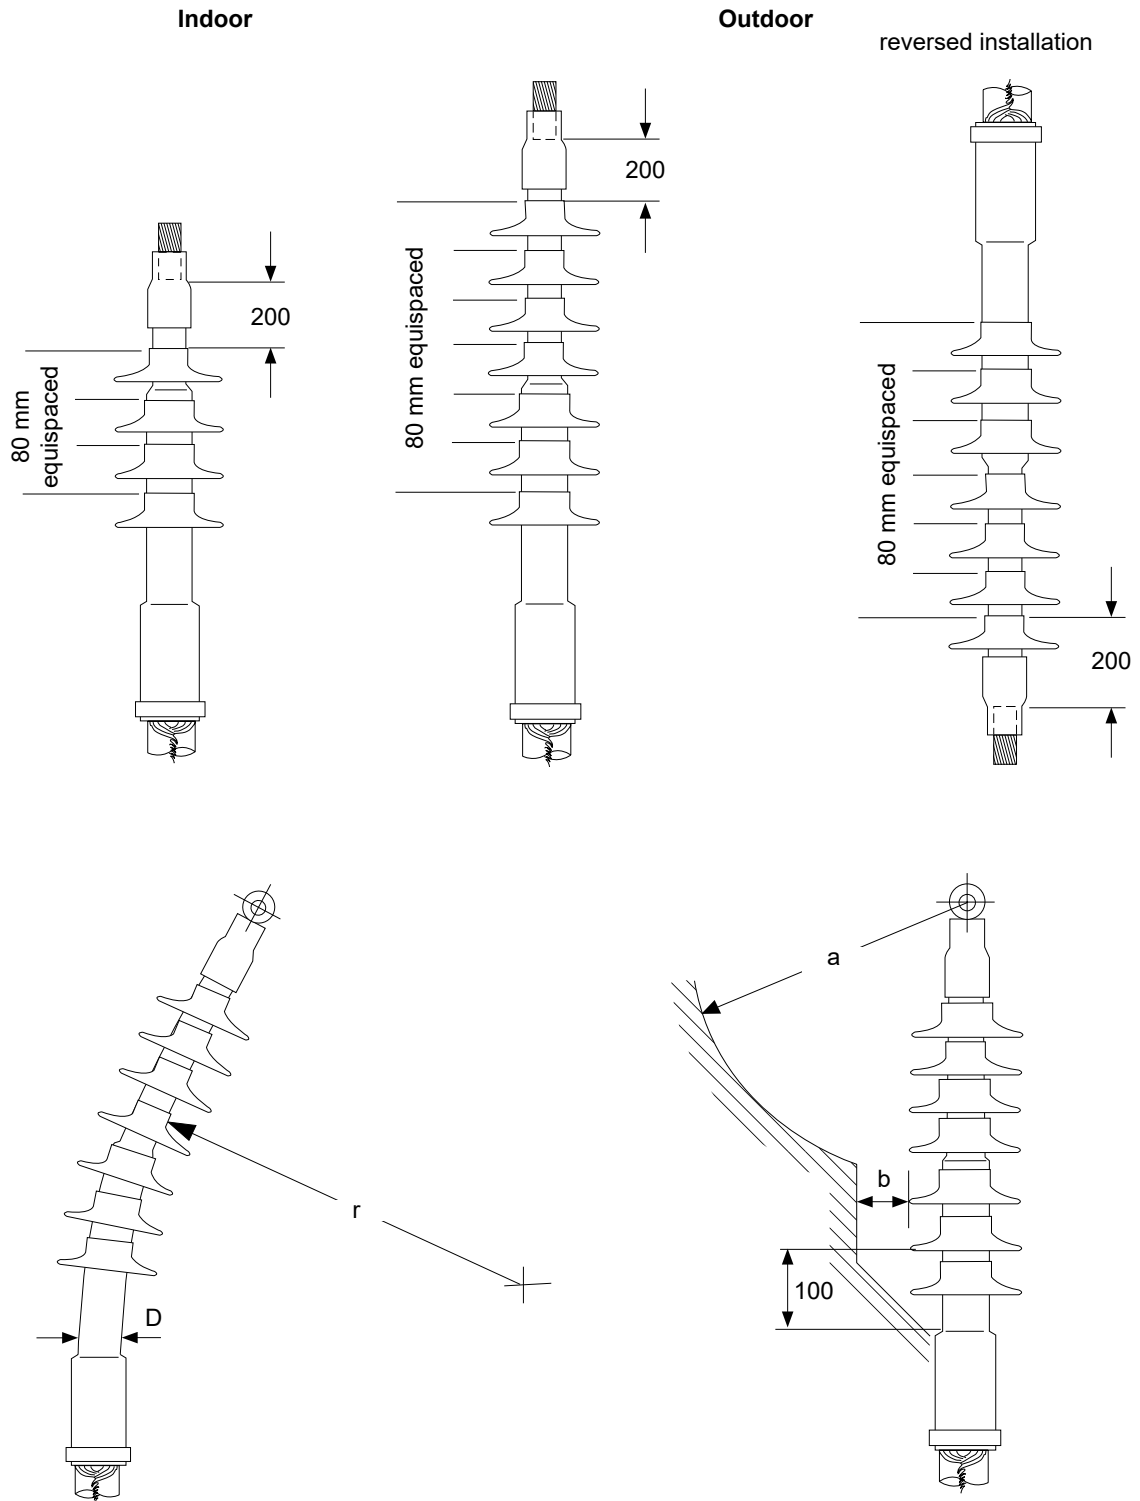 Indoor
Outdoor
reversed installation
200
80 mm
equispaced
200
80 mm equispaced
80 mm equispaced
200
r
D
a
b
100